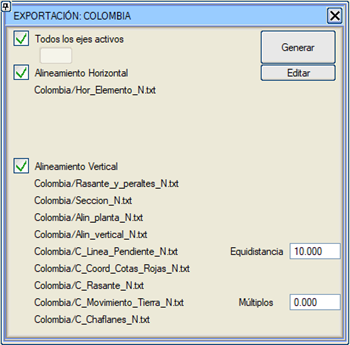 EXPORTACIÓN: COLOMBIA
Todos los ejes activos
Generar
Alineamiento Horizontal
Editar
Colombia/Hor_Elemento_N.txt
Alineamiento Vertical
Colombia/Rasante_y_peraltes_N.txt
Colombia/Seccion_N.txt
Colombia/Alin_planta_N.txt
Colombia/Alin_vertical_N.txt
Colombia/C_Linea_Pendiente_N.txt
Equidistancia 10.000
Colombia/C_Coord_Cotas_Rojas_N.txt
Colombia/C_Rasante_N.txt
Colombia/C_Movimiento_Tierra_N.txt
Múltiplos 0.000
Colombia/C_Chaflanes_N.txt